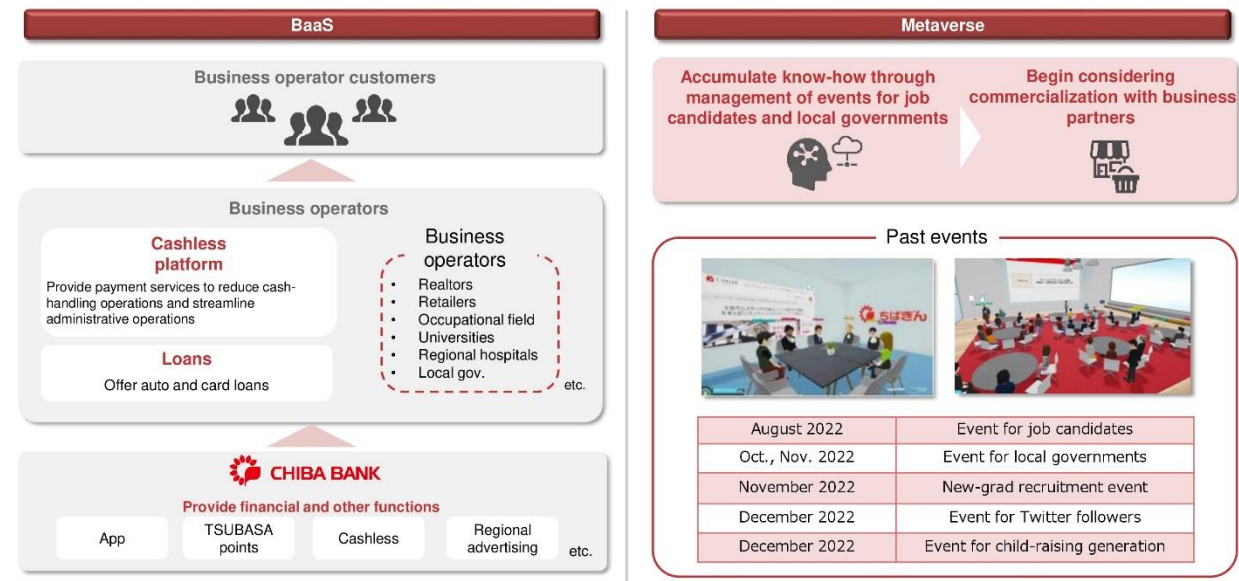 BaaS
Business operator customers
Business operators
Cashless
platform
Provide payment services to reduce cash-
handling operations and streamline
administrative operations
Loans
Offer auto and card loans
Business
operators
• Realtors
• Retailers
• Occupational field
• Universities
• Regional hospitals
• Local gov.
etc.
CHIBA BANK
Provide financial and other functions
App
TSUBASA
points
Cashless
Regional
advertising
etc.
Metaverse
Accumulate know-how through
management of events for job
candidates and local governments
Begin considering
commercialization with business
partners
Past events
ちばぎん
August 2022 Event for job candidates
Oct., Nov. 2022 Event for local governments
November 2022 New-grad recruitment event
December 2022 Event for Twitter followers
December 2022 Event for child-raising generation